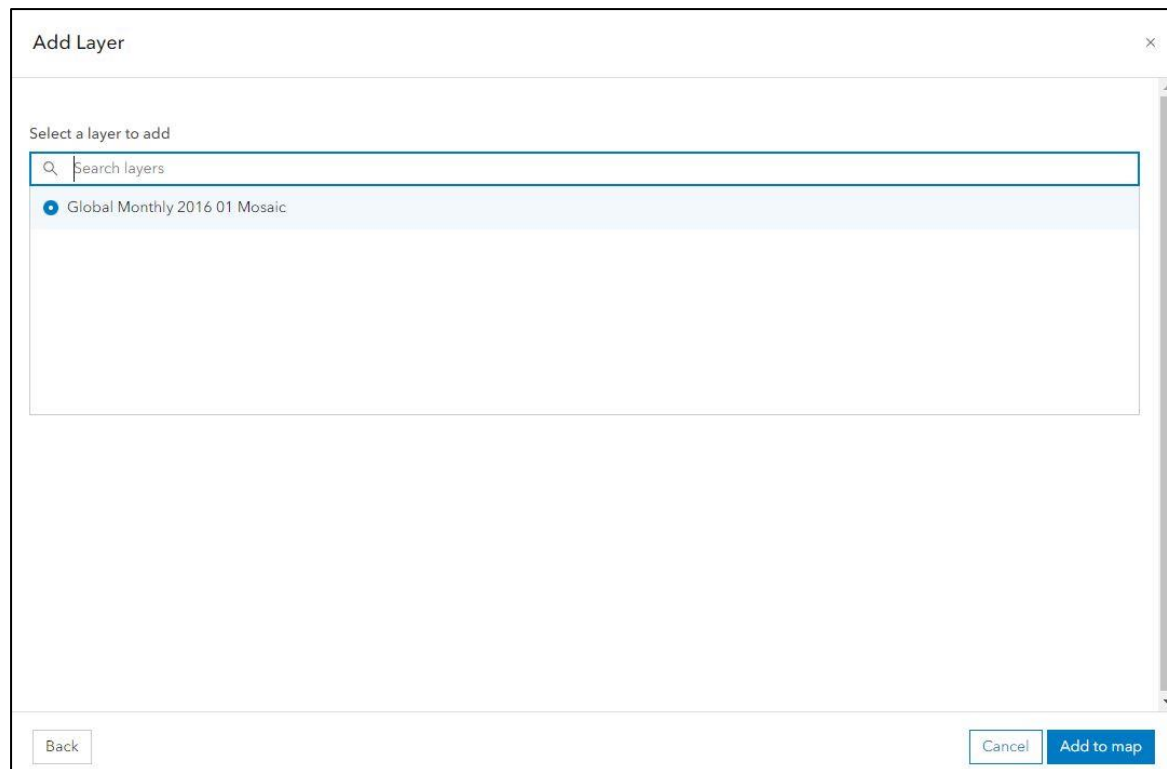 Add Layer
Select a layer to add
Search layers
Global Monthly 2016 01 Mosaic
Back
Cancel
Add to map